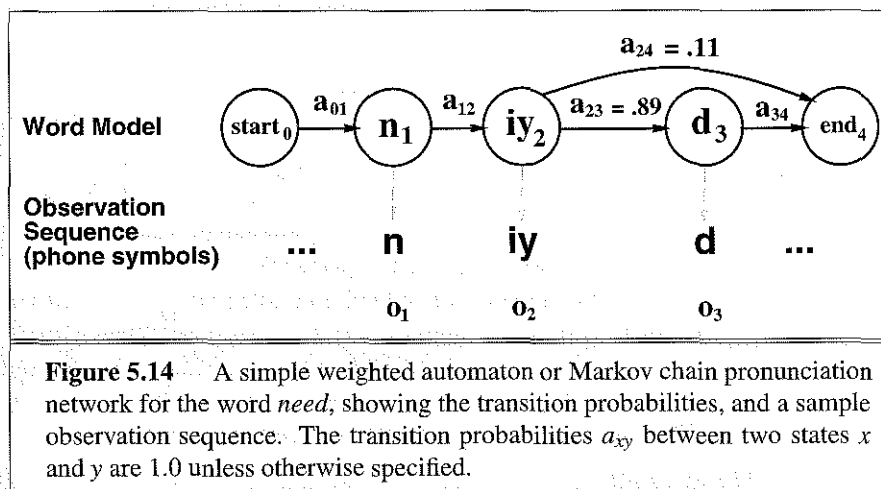 a24 = .11
Word Model start0 a01 n1 a12 iy2 a23 = .89 d3 a34 end4
Observation
Sequence
(phone symbols) ... n iy d ...
o1 o2 o3
Figure 5.14 A simple weighted automaton or Markov chain pronunciation
network for the word need, showing the transition probabilities, and a sample
observation sequence. The transition probabilities axy between two states x
and y are 1.0 unless otherwise specified.